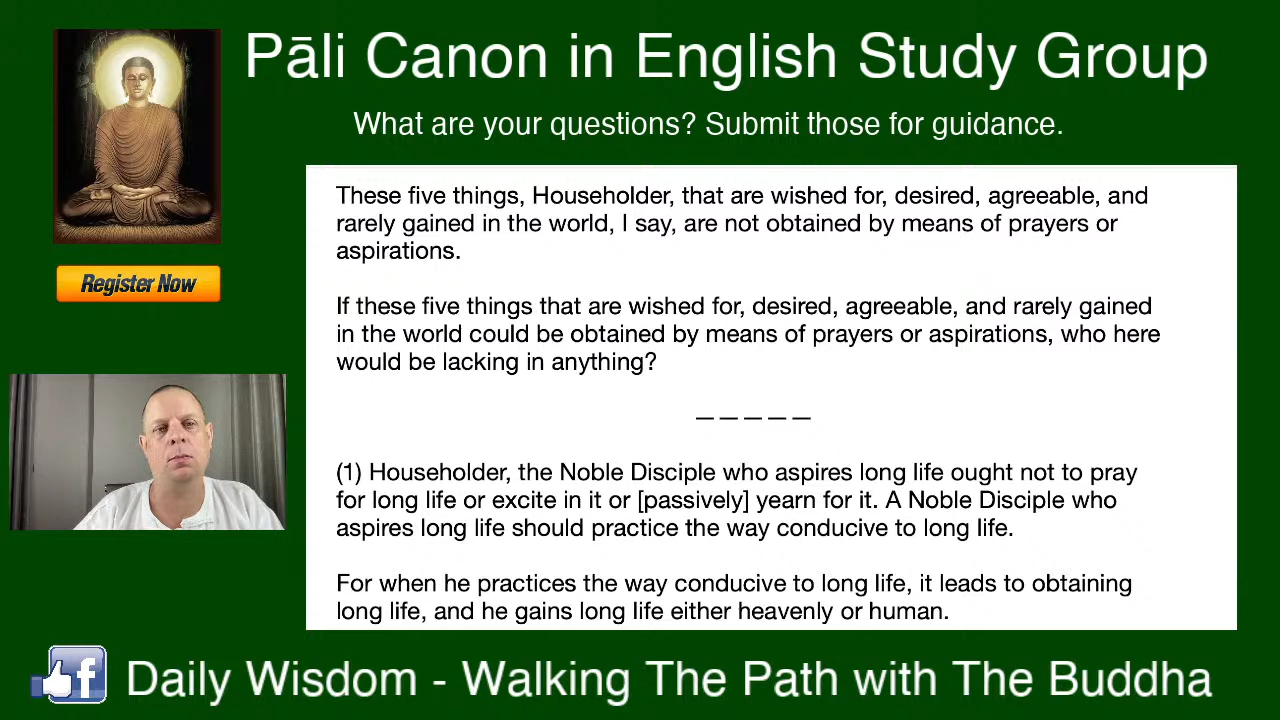 Pāli Canon in English Study Group
What are your questions? Submit those for guidance.
Register Now
These five things, Householder, that are wished for, desired, agreeable, and
rarely gained in the world, I say, are not obtained by means of prayers or
aspirations.
If these five things that are wished for, desired, agreeable, and rarely gained
in the world could be obtained by means of prayers or aspirations, who here
would be lacking in anything?
— — — — —
(1) Householder, the Noble Disciple who aspires long life ought not to pray
for long life or excite in it or [passively] yearn for it. A Noble Disciple who
aspires long life should practice the way conducive to long life.
For when he practices the way conducive to long life, it leads to obtaining
long life, and he gains long life either heavenly or human.
f
Daily Wisdom - Walking The Path with The Buddha